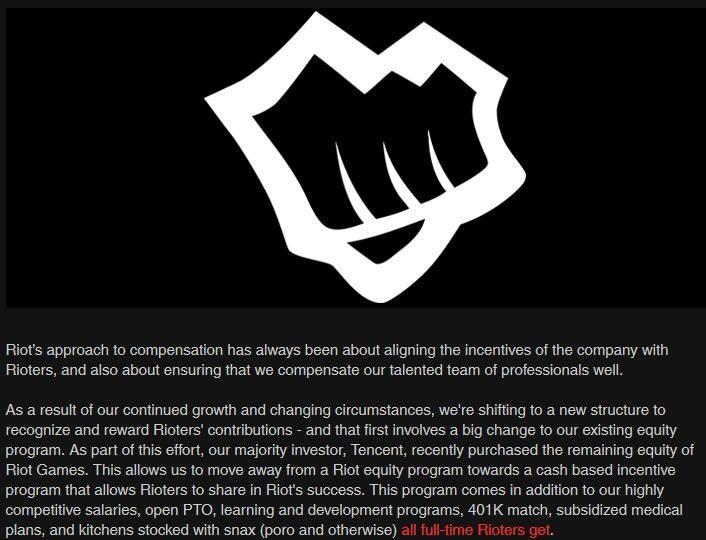 Riot's approach to compensation has always been about aligning the incentives of the company with
Rioters, and also about ensuring that we compensate our talented team of professionals well.
As a result of our continued growth and changing circumstances, we're shifting to a new structure to
recognize and reward Rioters' contributions - and that first involves a big change to our existing equity
program. As part of this effort, our majority investor, Tencent, recently purchased the remaining equity of
Riot Games. This allows us to move away from a Riot equity program towards a cash based incentive
program that allows Rioters to share in Riot's success. This program comes in addition to our highly
competitive salaries, open PTO, learning and development programs, 401K match, subsidized medical
plans, and kitchens stocked with snax (poro and otherwise) all full-time Rioters get.